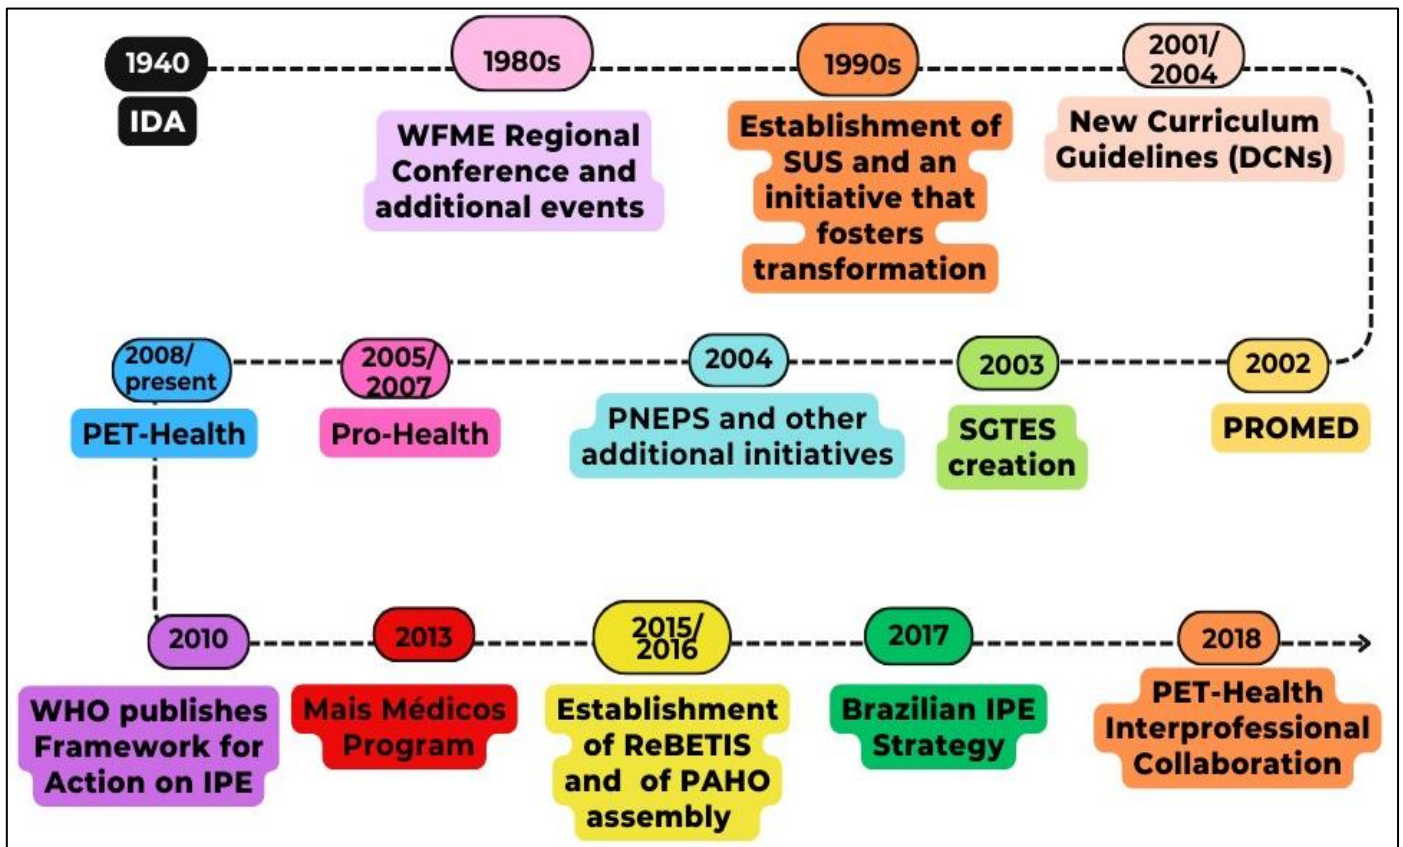 1940
IDA
1980s
WFME Regional
Conference and
additional events
1990s
Establishment of
SUS and an
initiative that
fosters
transformation
2001/
2004
New Curriculum
Guidelines (DCNs)
2008/
present
PET-Health
2005/
2007
Pro-Health
2004
PNEPS and other
additional initiatives
2003
SGTES
creation
2002
PROMED
2010
WHO publishes
Framework for
Action on IPE
2013
Mais Médicos
Program
2015/
2016
Establishment
of ReBETIS
and of PAHO
assembly
2017
Brazilian IPE
Strategy
2018
PET-Health
Interprofessional
Collaboration